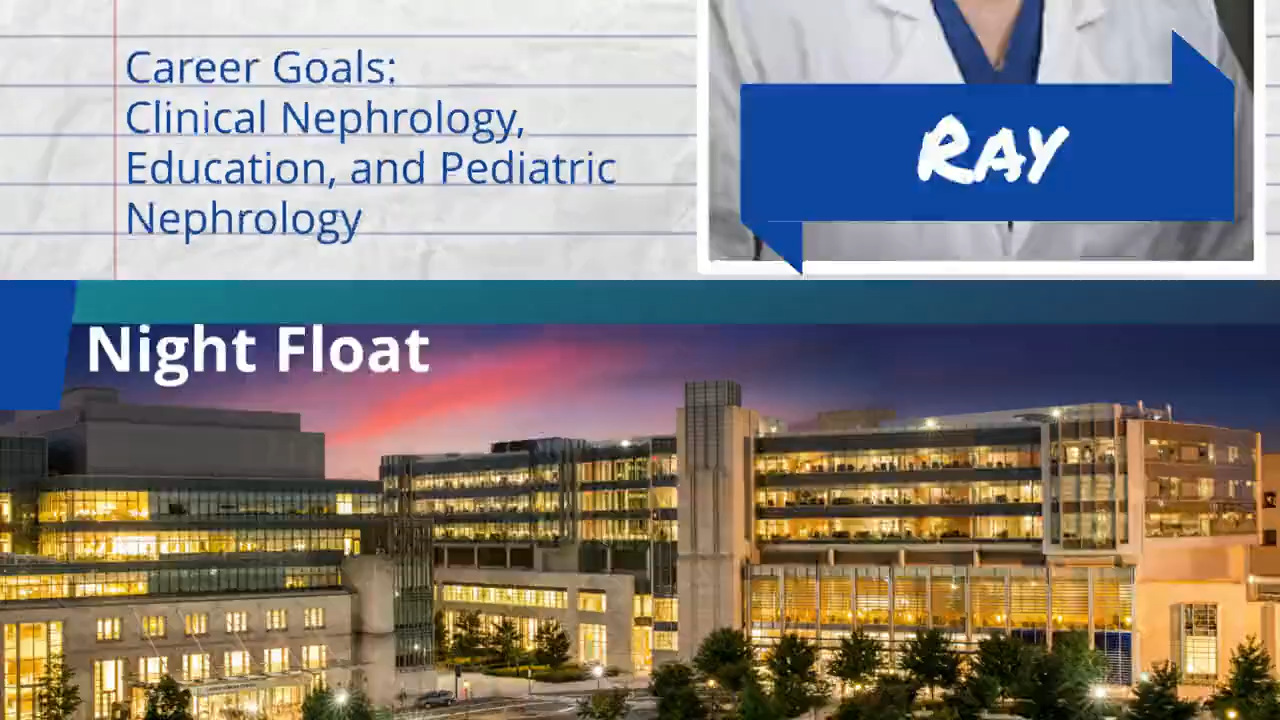 Career Goals:
Clinical Nephrology,
Education, and Pediatric
Nephrology
RAY
Night Float